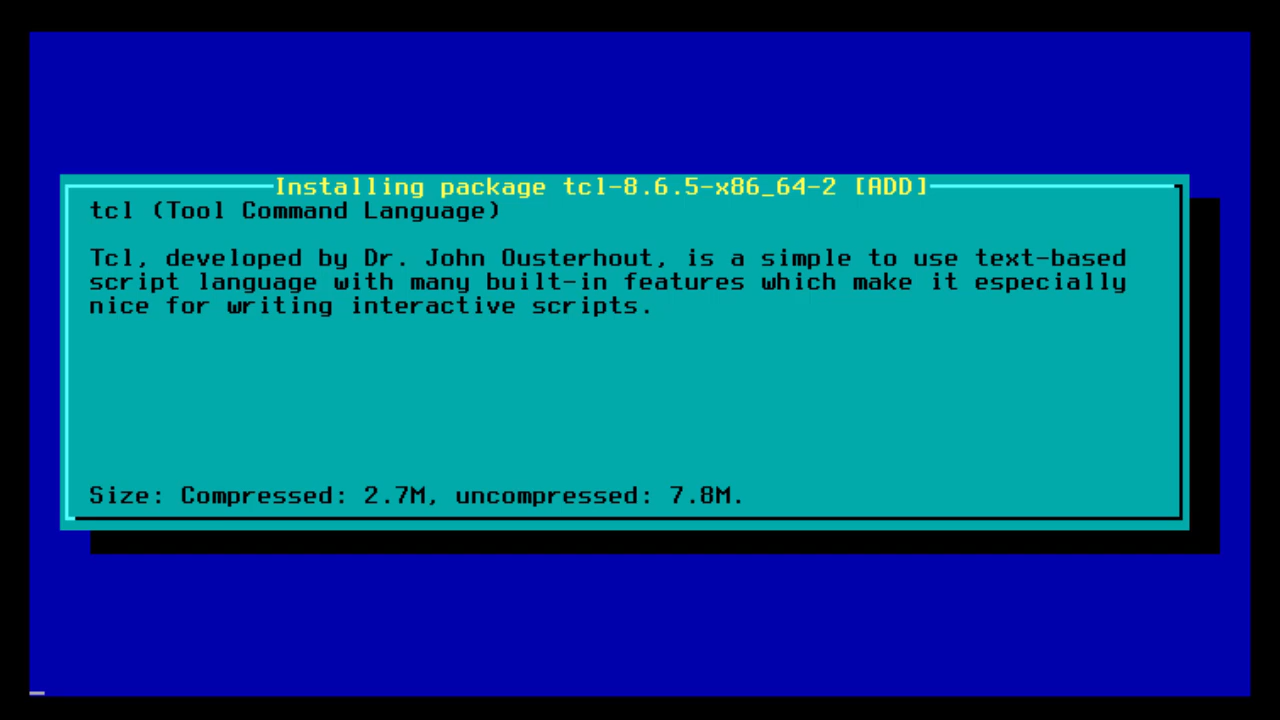 Installing package tcl-8.6.5-x86_64-2 [ADD]
tcl (Tool Command Language)
Tcl, developed by Dr. John Ousterhout, is a simple to use text-based
script language with many built-in features which make it especially
nice for writing interactive scripts.
Size: Compressed: 2.7M, uncompressed: 7.8M.